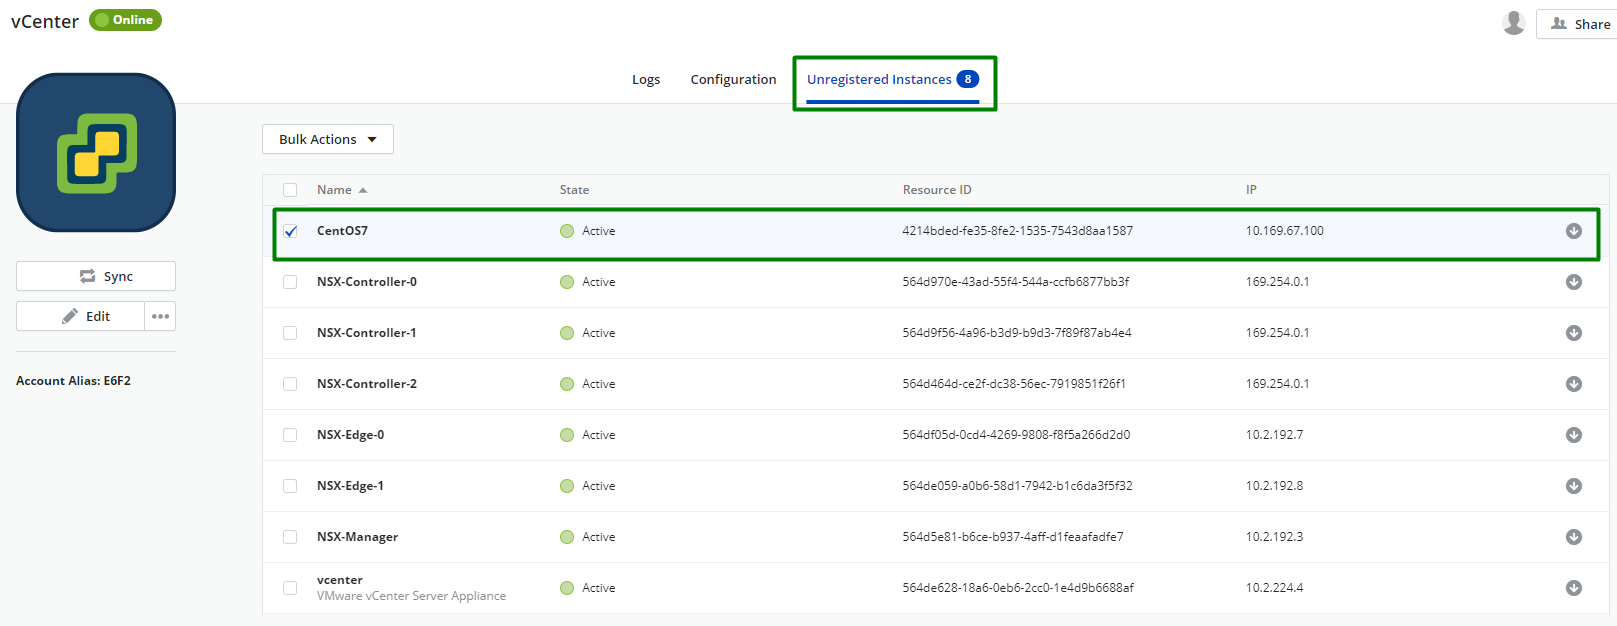 vCenter Online
Share
Logs Configuration Unregistered Instances 8
Bulk Actions
Name State Resource ID IP
CentOS7 Active 4214bded-fe35-8fe2-1535-7543d8aa1587 10.169.67.100
Sync
NSX-Controller-0 Active 564d970e-43ad-55f4-544a-ccfb6877bb3f 169.254.0.1
Edit
NSX-Controller-1 Active 564d9f56-4a96-b3d9-b9d3-7f89f87ab4e4 169.254.0.1
Account Alias: E6F2
NSX-Controller-2 Active 564d464d-ce2f-dc38-56ec-7919851f26f1 169.254.0.1
NSX-Edge-0 Active 564df05d-0cd4-4269-9808-f8f5a266d2d0 10.2.192.7
NSX-Edge-1 Active 564de059-a0b6-58d1-7942-b1c6da3f5f32 10.2.192.8
NSX-Manager Active 564d5e81-b6ce-b937-4aff-d1feaafadfe7 10.2.192.3
vcenter Active 564de628-18a6-0eb6-2cc0-1e4d9b6688af 10.2.224.4
VMware vCenter Server Appliance